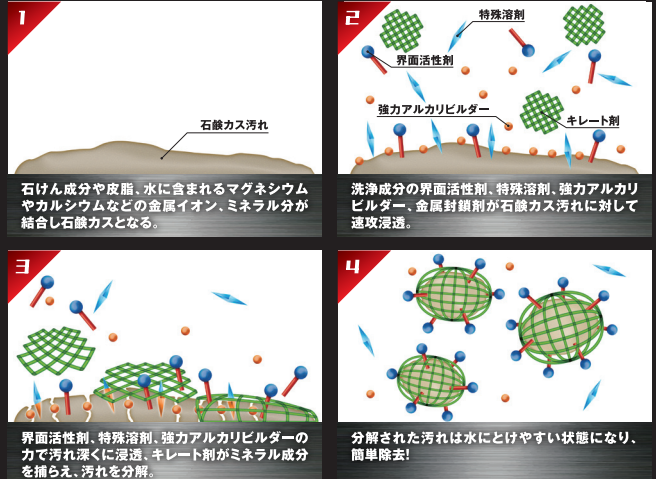 1
石鹸カス汚れ
石けん成分や皮脂、水に含まれるマグネシウム
やカルシウムなどの金属イオン、ミネラル分が
結合し石鹸カスとなる。
2
特殊溶剤
界面活性剤
強力アルカリビルダー
キレート剤
洗浄成分の界面活性剤、特殊溶剤、強力アルカリ
ビルダー、金属封鎖剤が石鹸カス汚れに対して
速攻浸透。
3
界面活性剤、特殊溶剤、強力アルカリビルダーの
力で汚れ深くに浸透、キレート剤がミネラル成分
を捕らえ、汚れを分解。
4
分解された汚れは水にとけやすい状態になり、
簡単除去!